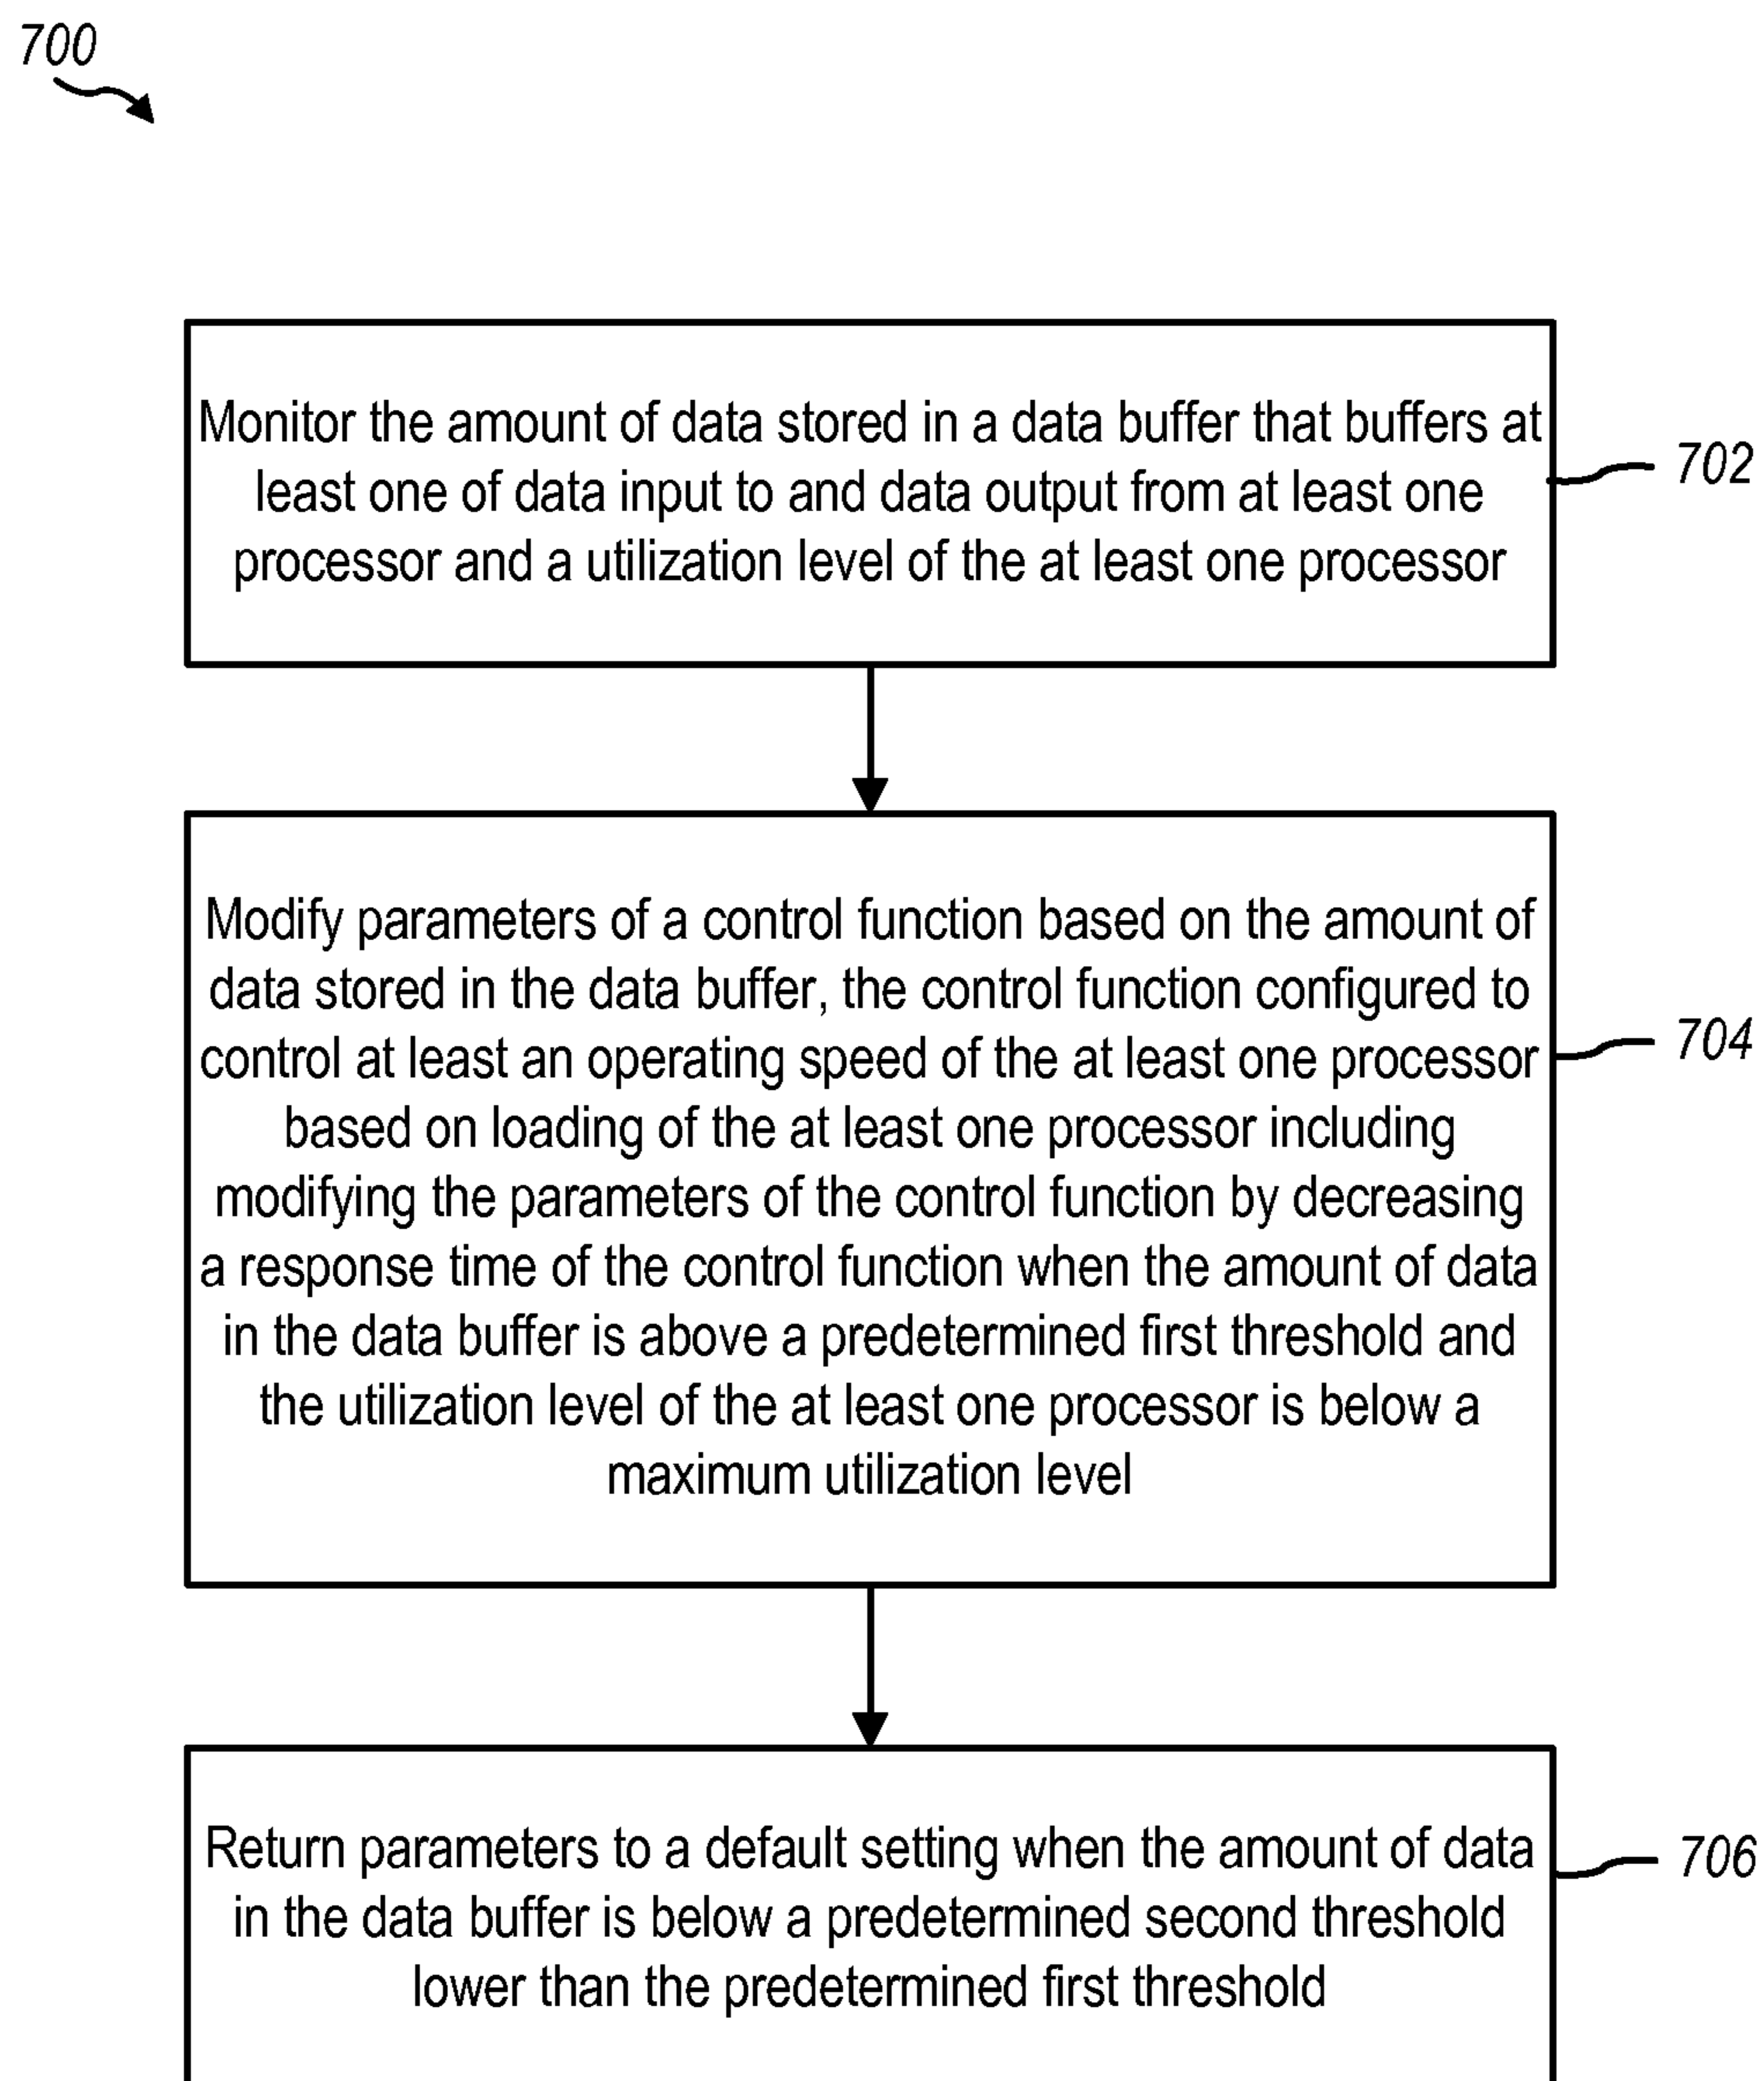 700
Monitor the amount of data stored in a data buffer that buffers at
least one of data input to and data output from at least one
processor and a utilization level of the at least one processor
702
Modify parameters of a control function based on the amount of
data stored in the data buffer, the control function configured to
control at least an operating speed of the at least one processor
based on loading of the at least one processor including
modifying the parameters of the control function by decreasing
a response time of the control function when the amount of data
in the data buffer is above a predetermined first threshold and
the utilization level of the at least one processor is below a
maximum utilization level
704
Return parameters to a default setting when the amount of data
in the data buffer is below a predetermined second threshold
lower than the predetermined first threshold
706